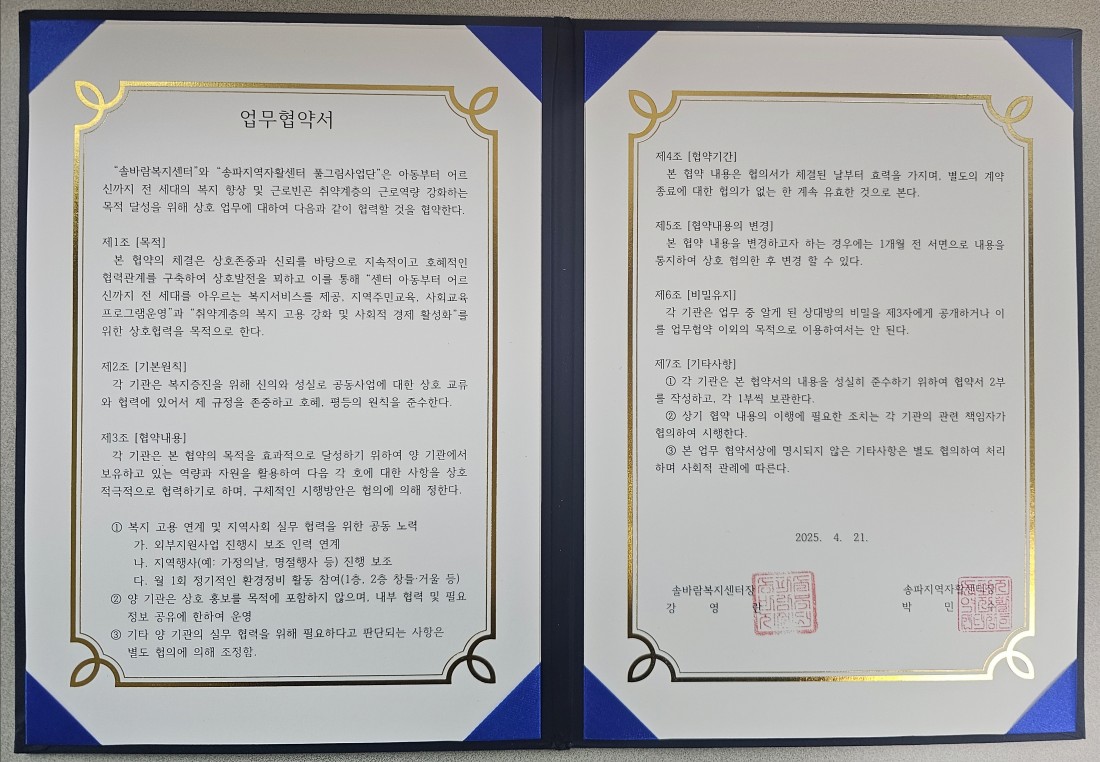 업무협약서
“솔바람복지센터”와 “송파지역자활센터 풀그림사업단”은 아동부터 어르
신까지 전 세대의 복지 향상 및 근로빈곤 취약계층의 근로역량 강화하는
목적 달성을 위해 상호 업무에 대하여 다음과 같이 협력할 것을 협약한다.
제1조 [목적]
본 협약의 체결은 상호존중과 신뢰를 바탕으로 지속적이고 호혜적인
협력관계를 구축하여 상호발전을 꾀하고 이를 통해 “센터 아동부터 어르
신까지 전 세대를 아우르는 복지서비스를 제공, 지역주민교육, 사회교육
프로그램운영”과 “취약계층의 복지 고용 강화 및 사회적 경제 활성화”를
위한 상호협력을 목적으로 한다.
제2조 [기본원칙]
각 기관은 복지증진을 위해 신의와 성실로 공동사업에 대한 상호 교류
와 협력에 있어서 제 규정을 존중하고 호혜, 평등의 원칙을 준수한다.
제3조 [협약내용]
각 기관은 본 협약의 목적을 효과적으로 달성하기 위하여 양 기관에서
보유하고 있는 역량과 자원을 활용하여 다음 각 호에 대한 사항을 상호
적극적으로 협력하기로 하며, 구체적인 시행방안은 협의에 의해 정한다.
① 복지 고용 연계 및 지역사회 실무 협력을 위한 공동 노력
가. 외부지원사업 진행시 보조 인력 연계
나. 지역행사(예: 가정의날, 명절행사 등) 진행 보조
다. 월 1회 정기적인 환경정비 활동 참여(1층, 2층 창틀·거울 등)
② 양 기관은 상호 홍보를 목적에 포함하지 않으며, 내부 협력 및 필요
정보 공유에 한하여 운영
③ 기타 양 기관의 실무 협력을 위해 필요하다고 판단되는 사항은
별도 협의에 의해 조정함.
제4조 [협약기간]
본 협약 내용은 협의서가 체결된 날부터 효력을 가지며, 별도의 계약
종료에 대한 협의가 없는 한 계속 유효한 것으로 본다.
제5조 [협약내용의 변경]
본 협약 내용을 변경하고자 하는 경우에는 1개월 전 서면으로 내용을
통지하여 상호 협의한 후 변경 할 수 있다.
제6조 [비밀유지]
각 기관은 업무 중 알게 된 상대방의 비밀을 제3자에게 공개하거나 이
를 업무협약 이외의 목적으로 이용하여서는 안 된다.
제7조 [기타사항]
① 각 기관은 본 협약서의 내용을 성실히 준수하기 위하여 협약서 2부
를 작성하고, 각 1부씩 보관한다.
② 상기 협약 내용의 이행에 필요한 조치는 각 기관의 관련 책임자가
협의하여 시행한다.
③ 본 업무 협약서상에 명시되지 않은 기타사항은 별도 협의하여 처리
하며 사회적 관례에 따른다.
2025. 4. 21.
솔바람복지센터장
강 영 란
송파지역자활센터장
박 민 수